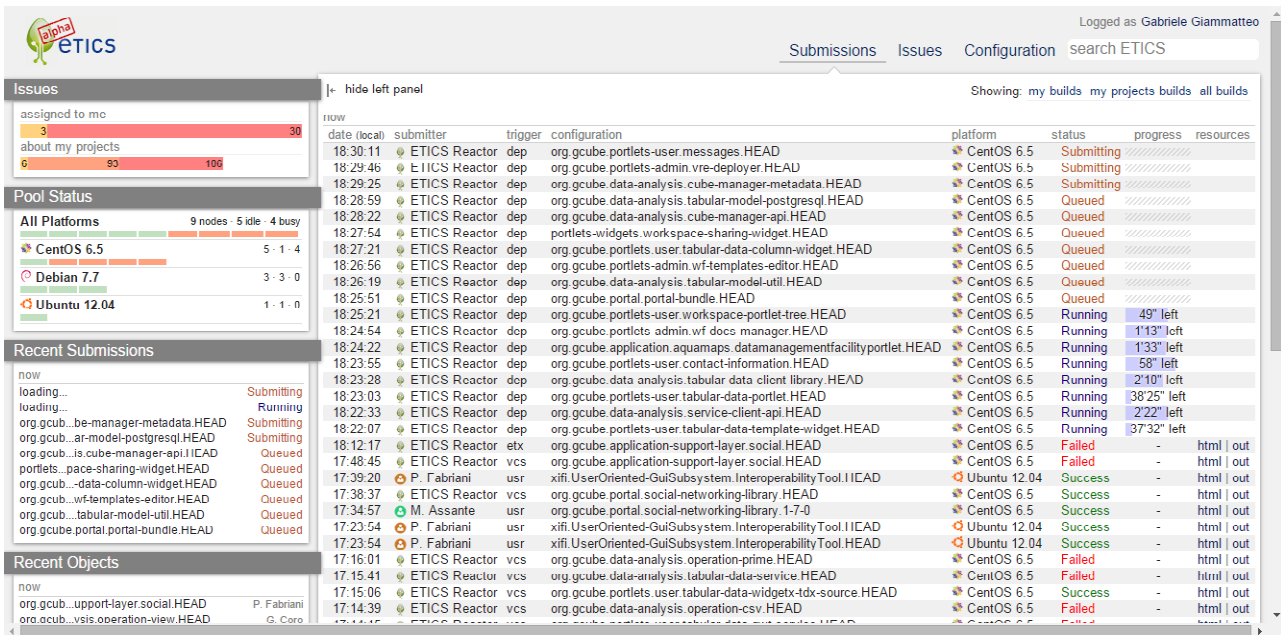 Logged as Gabriele Giammatteo
alpha
eTICS
Submissions Issues Configuration search ETICS
Issues
assigned to me
3 30
about my projects
6 93 106
Pool Status
All Platforms 9 nodes · 5 idle · 4 busy
CentOS 6.5 5 · 1 · 4
Debian 7.7 3 · 3 · 0
Ubuntu 12.04 1 · 1 · 0
Recent Submissions
now
loading... Submitting
loading... Running
org.gcub...be-manager-metadata.HEAD Submitting
org.gcub...ar-model-postgresql.HEAD Submitting
org.gcub...is.cube-manager-api.HEAD Queued
portlets...pace-sharing-widget.HEAD Queued
org.gcub...-data-column-widget.HEAD Queued
org.gcub...wf-templates-editor.HEAD Queued
org.gcub....tabular-model-util.HEAD Queued
org.gcube.portal.portal-bundle.HEAD Queued
Recent Objects
now
org.gcub...upport-layer.social.HEAD P. Fabriani
org.gcub...ysis.operation-view.HEAD G. Coro
hide left panel
Showing: my builds my projects builds all builds
now
date (local) submitter trigger configuration platform status progress resources
18:30:11 ETICS Reactor dep org.gcube.portlets-user.messages.HEAD CentOS 6.5 Submitting
18:29:46 ETICS Reactor dep org.gcube.portlets-admin.vre-deployer.HEAD CentOS 6.5 Submitting
18:29:25 ETICS Reactor dep org.gcube.data-analysis.cube-manager-metadata.HEAD CentOS 6.5 Submitting
18:28:59 ETICS Reactor dep org.gcube.data-analysis.tabular-model-postgresql.HEAD CentOS 6.5 Queued
18:28:22 ETICS Reactor dep org.gcube.data-analysis.cube-manager-api.HEAD CentOS 6.5 Queued
18:27:54 ETICS Reactor dep portlets-widgets.workspace-sharing-widget.HEAD CentOS 6.5 Queued
18:27:21 ETICS Reactor dep org.gcube.portlets-user.tabular-data-column-widget.HEAD CentOS 6.5 Queued
18:26:56 ETICS Reactor dep org.gcube.portlets-admin.wf-templates-editor.HEAD CentOS 6.5 Queued
18:26:19 ETICS Reactor dep org.gcube.data-analysis.tabular-model-util.HEAD CentOS 6.5 Queued
18:25:51 ETICS Reactor dep org.gcube.portal.portal-bundle.HEAD CentOS 6.5 Queued
18:25:21 ETICS Reactor dep org.gcube.portlets-user.workspace-portlet-tree.HEAD CentOS 6.5 Running 49" left
18:24:54 ETICS Reactor dep org.gcube.portlets-admin.wf-docs-manager.HEAD CentOS 6.5 Running 1'13" left
18:24:22 ETICS Reactor dep org.gcube.application.aquamaps.datamanagementfacilityportlet.HEAD CentOS 6.5 Running 1'33" left
18:23:55 ETICS Reactor dep org.gcube.portlets-user.contact-information.HEAD CentOS 6.5 Running 58" left
18:23:28 ETICS Reactor dep org.gcube.data-analysis.tabular-data-client-library.HEAD CentOS 6.5 Running 2'10" left
18:23:03 ETICS Reactor dep org.gcube.portlets-user.tabular-data-portlet.HEAD CentOS 6.5 Running 38'25" left
18:22:33 ETICS Reactor dep org.gcube.data-analysis.service-client-api.HEAD CentOS 6.5 Running 2'22" left
18:22:07 ETICS Reactor dep org.gcube.portlets-user.tabular-data-template-widget.HEAD CentOS 6.5 Running 37'32" left
18:12:17 ETICS Reactor etx org.gcube.application-support-layer.social.HEAD CentOS 6.5 Failed - html | out
17:48:45 ETICS Reactor vcs org.gcube.application-support-layer.social.HEAD CentOS 6.5 Failed - html | out
17:39:20 P. Fabriani usr xifi.UserOriented-GuiSubsystem.InteroperabilityTool.HEAD Ubuntu 12.04 Success - html | out
17:38:37 ETICS Reactor vcs org.gcube.portal.social-networking-library.HEAD CentOS 6.5 Success - html | out
17:34:57 M. Assante usr org.gcube.portal.social-networking-library.1-7-0 CentOS 6.5 Success - html | out
17:23:54 P. Fabriani usr xifi.UserOriented-GuiSubsystem.InteroperabilityTool.HEAD Ubuntu 12.04 Success - html | out
17:23:54 P. Fabriani usr xifi.UserOriented-GuiSubsystem.InteroperabilityTool.HEAD Ubuntu 12.04 Success - html | out
17:16:01 ETICS Reactor vcs org.gcube.data-analysis.operation-prime.HEAD CentOS 6.5 Failed - html | out
17:15:41 ETICS Reactor vcs org.gcube.data-analysis.tabular-data-service.HEAD CentOS 6.5 Failed - html | out
17:15:06 ETICS Reactor vcs org.gcube.portlets.user.tabular-data-widgetx-tdx-source.HEAD CentOS 6.5 Success - html | out
17:14:39 ETICS Reactor vcs org.gcube.data-analysis.operation-csv.HEAD CentOS 6.5 Failed - html | out